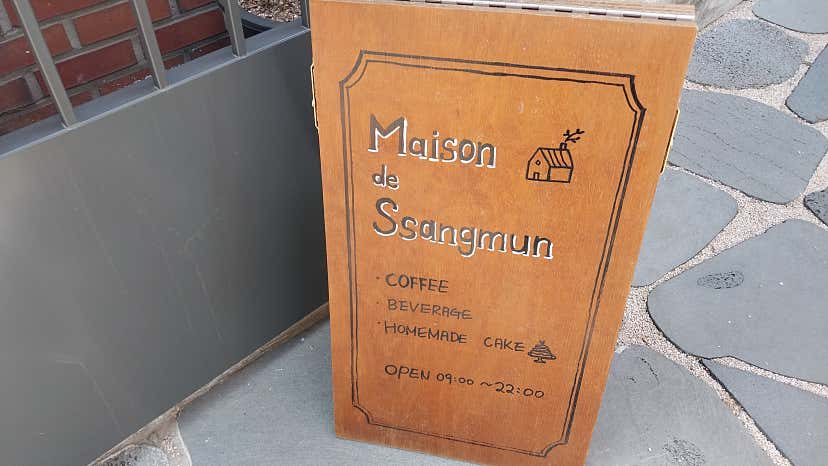 Maison
de
Ssangmun
· COFFEE
· BEVERAGE
· HOMEMADE CAKE
OPEN 09:00 ~ 22:00